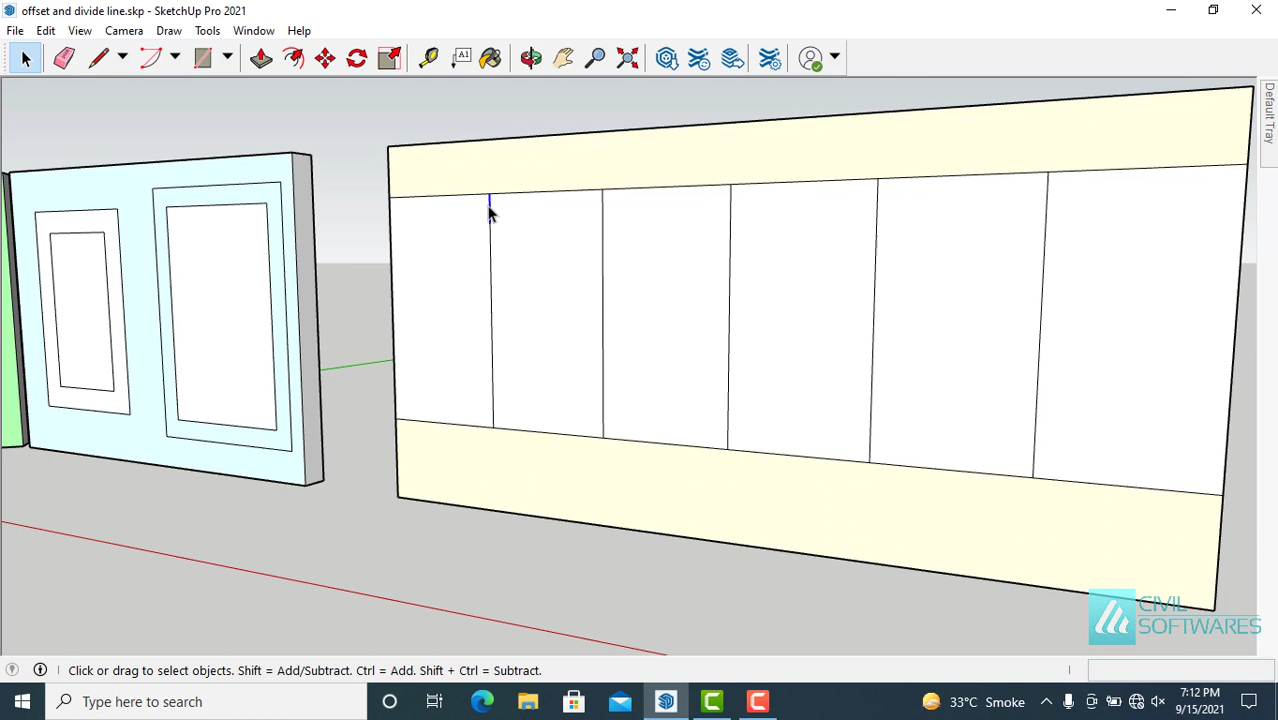 offset and divide line.skp - SketchUp Pro 2021
File Edit View Camera Draw Tools Window Help
A1
Default Tray
CIVIL
SOFTWARES
Click or drag to select objects. Shift = Add/Subtract. Ctrl = Add. Shift + Ctrl = Subtract.
Type here to search
33°C Smoke
7:12 PM
9/15/2021